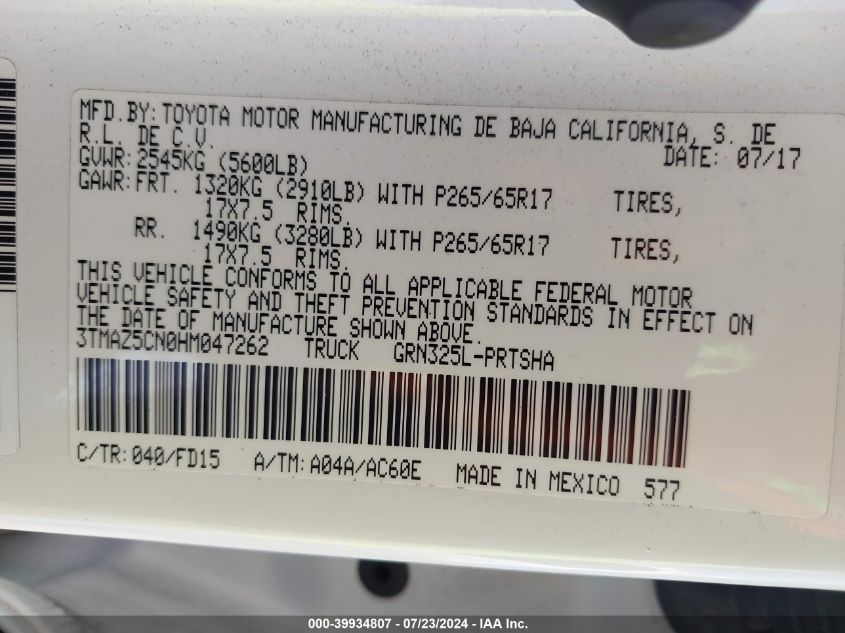 MFD.BY: TOYOTA MOTOR MANUFACTURING DE BAJA CALIFORNIA, S. DE
R.L. DE C.V. DATE: 07/17
GVWR: 2545KG (5600LB)
GAWR: FRT. 1320KG (2910LB) WITH P265/65R17 TIRES,
17X7.5 RIMS.
RR. 1490KG (3280LB) WITH P265/65R17 TIRES,
17X7.5 RIMS.
THIS VEHICLE CONFORMS TO ALL APPLICABLE FEDERAL MOTOR
VEHICLE SAFETY AND THEFT PREVENTION STANDARDS IN EFFECT ON
THE DATE OF MANUFACTURE SHOWN ABOVE.
3TMAZ5CN0HM047262 TRUCK GRN325L-PRTSHA
C/TR: 040/FD15 A/TM: A04A/AC60E MADE IN MEXICO 577
000-39934807 - 07/23/2024 - IAA Holdings, LLC.